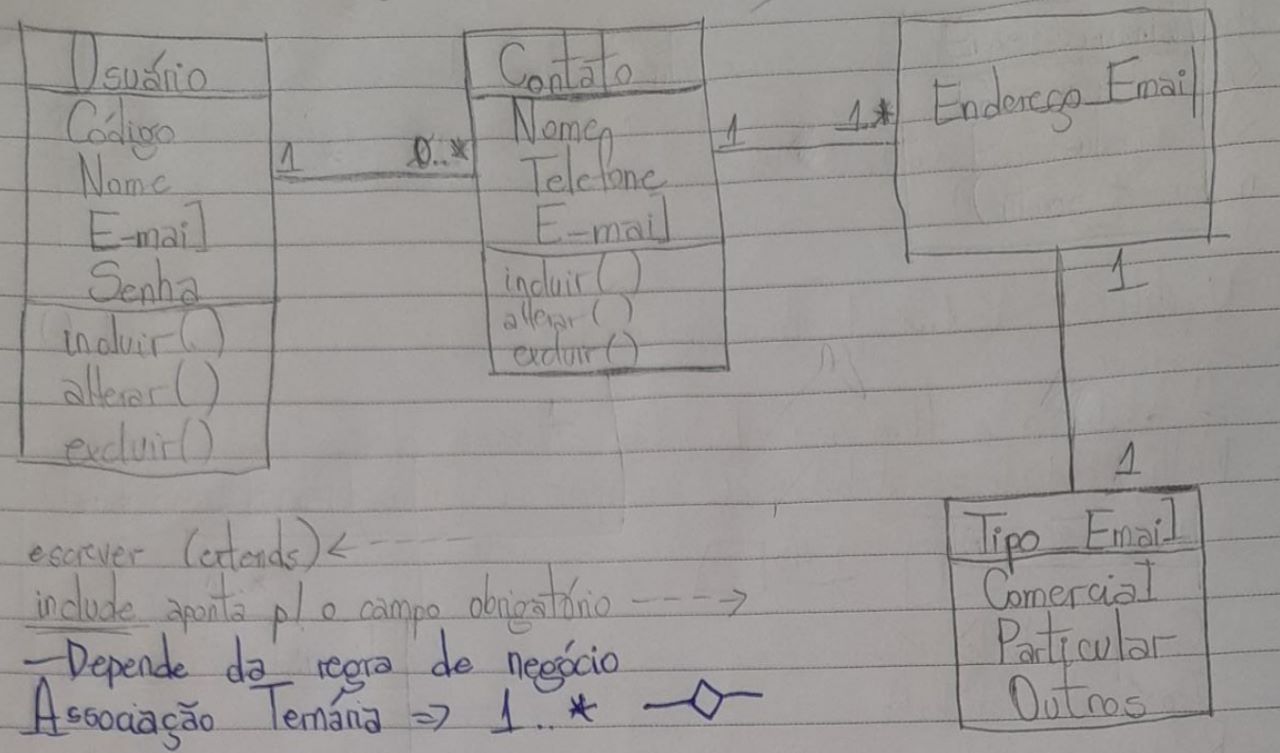 Usuário
Código
Nome
E-mail
Senha
incluir()
alterar()
excluir()
1
0..*
Contato
Nome
Telefone
E-mail
incluir()
alterar()
excluir()
1
1.*
Endereço Email
1
1
Tipo Email
Comercial
Particular
Outros
escrever (extends) <-----
include aponta p/ o campo obrigatório ---->
—Depende da regra de negócio
Associação Ternária => 1..*